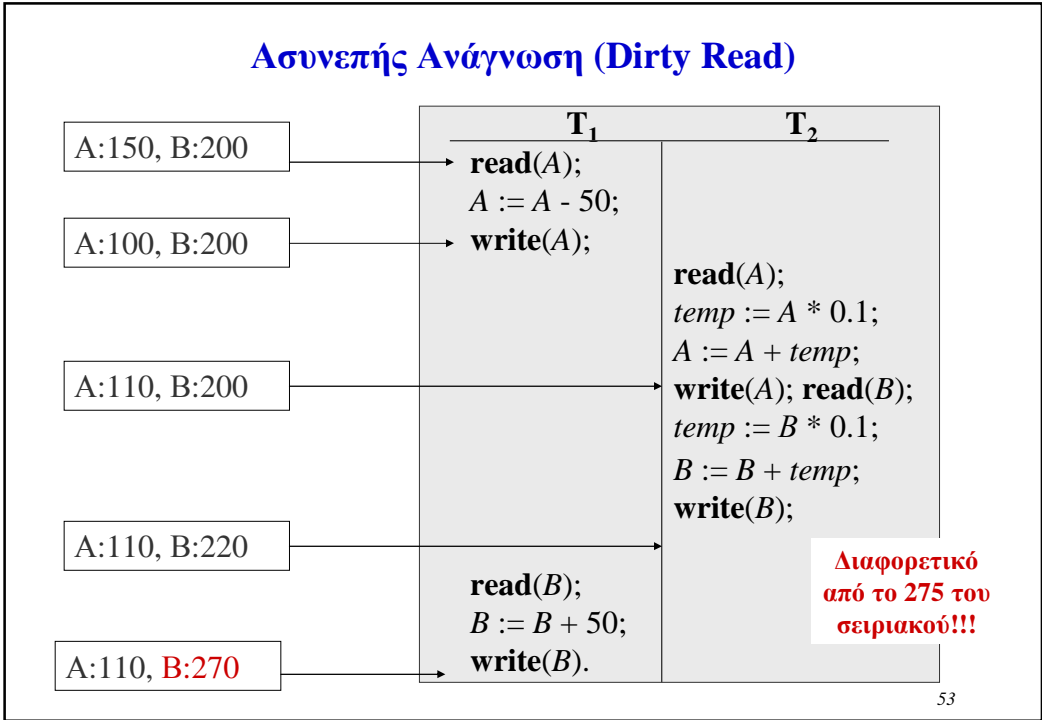 Ασυνεπής Ανάγνωση (Dirty Read)
T1 T2
A:150, B:200
read(A);
A := A - 50;
A:100, B:200
write(A);
read(A);
temp := A * 0.1;
A := A + temp;
A:110, B:200
write(A); read(B);
temp := B * 0.1;
B := B + temp;
write(B);
A:110, B:220
Διαφορετικό
από το 275 του
σειριακού!!!
read(B);
B := B + 50;
write(B).
A:110, B:270
53